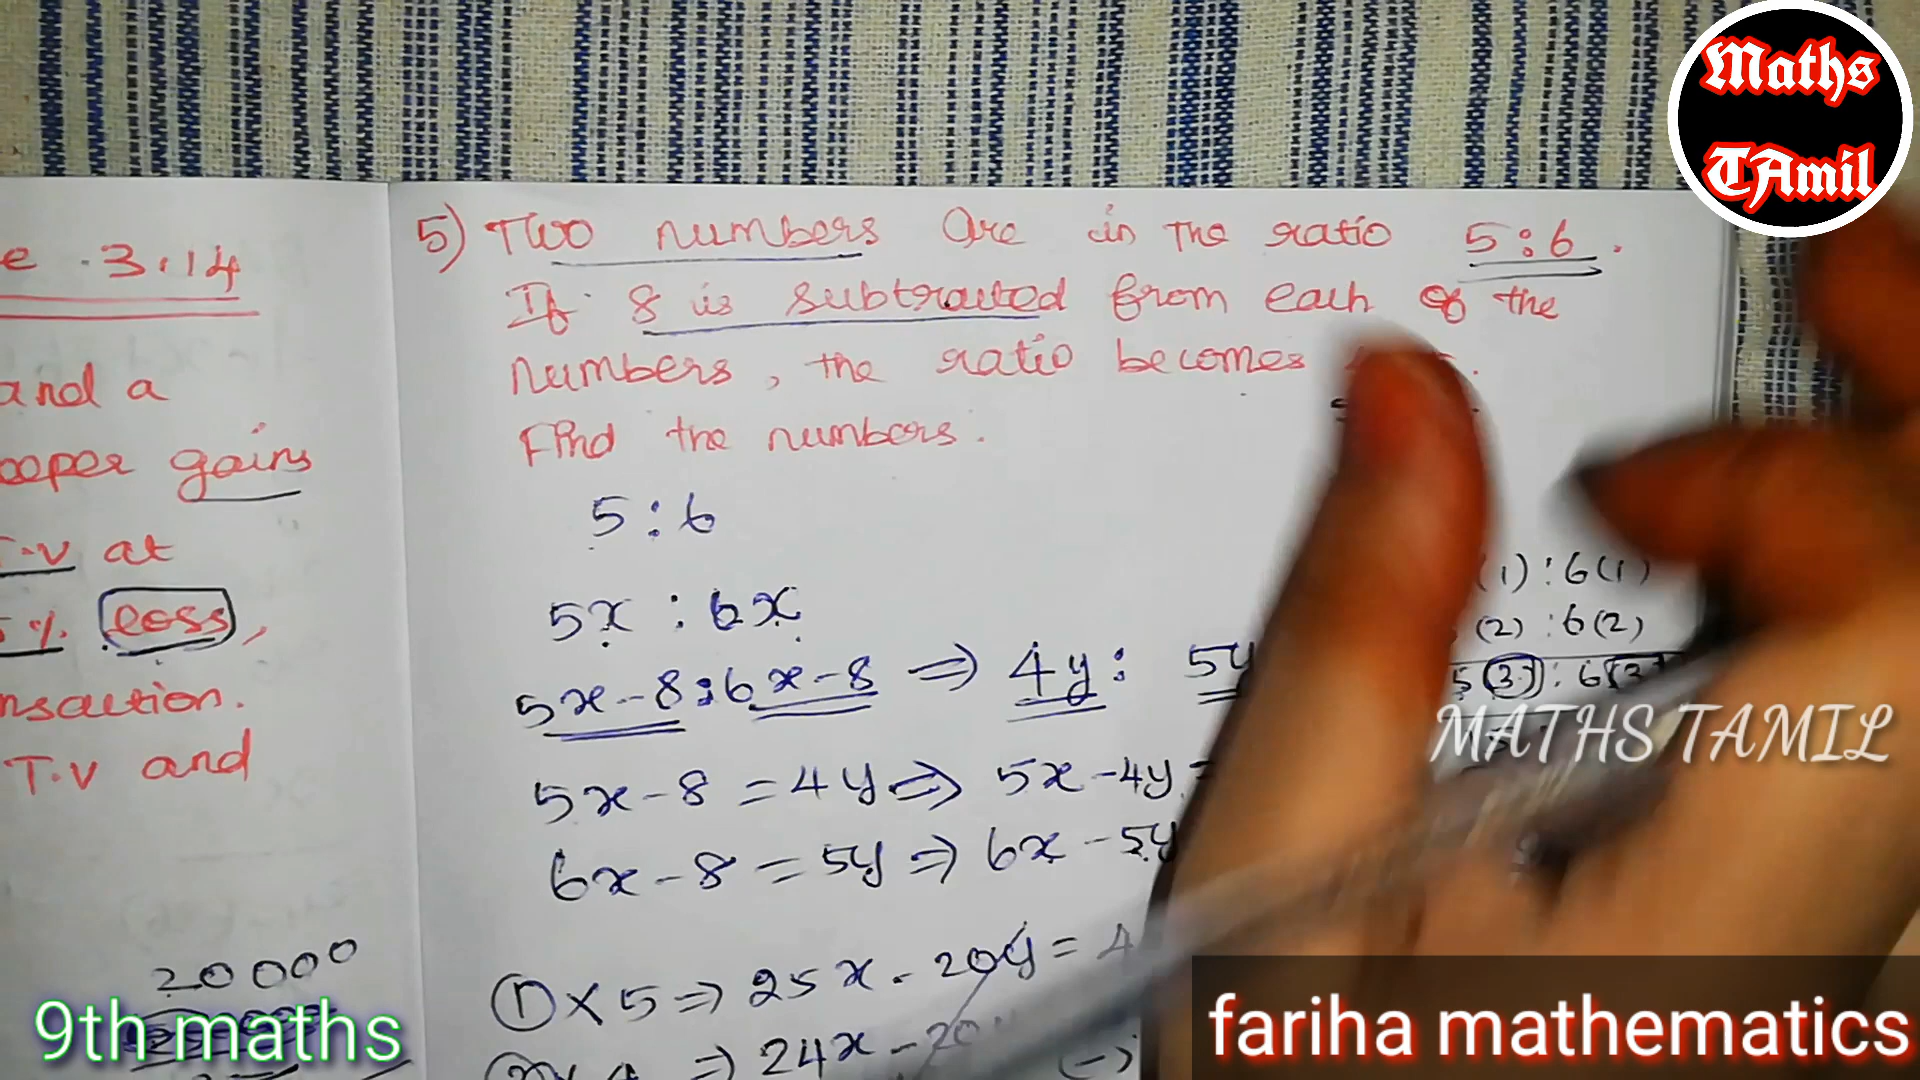 Maths
TAmil
e . 3.14
and a
eeper gains
T.V at
5% loss,
nsaction.
T.V and
20000
5) Two numbers are in the ratio 5:6.
If 8 is subtracted from each of the
numbers, the ratio becomes
Find the numbers.
5 : 6
5x : 6x
5x-8 : 6x-8 ⇒ 4y : 5y
5x - 8 = 4y ⇒ 5x - 4y =
6x - 8 = 5y ⇒ 6x - 5y
① × 5 ⇒ 25x - 20y = 4
⇒ 24x - 20
(-)
(1) : 6(1)
(2) : 6(2)
5(3) : 6(3)
MATHS TAMIL
9th maths
fariha mathematics